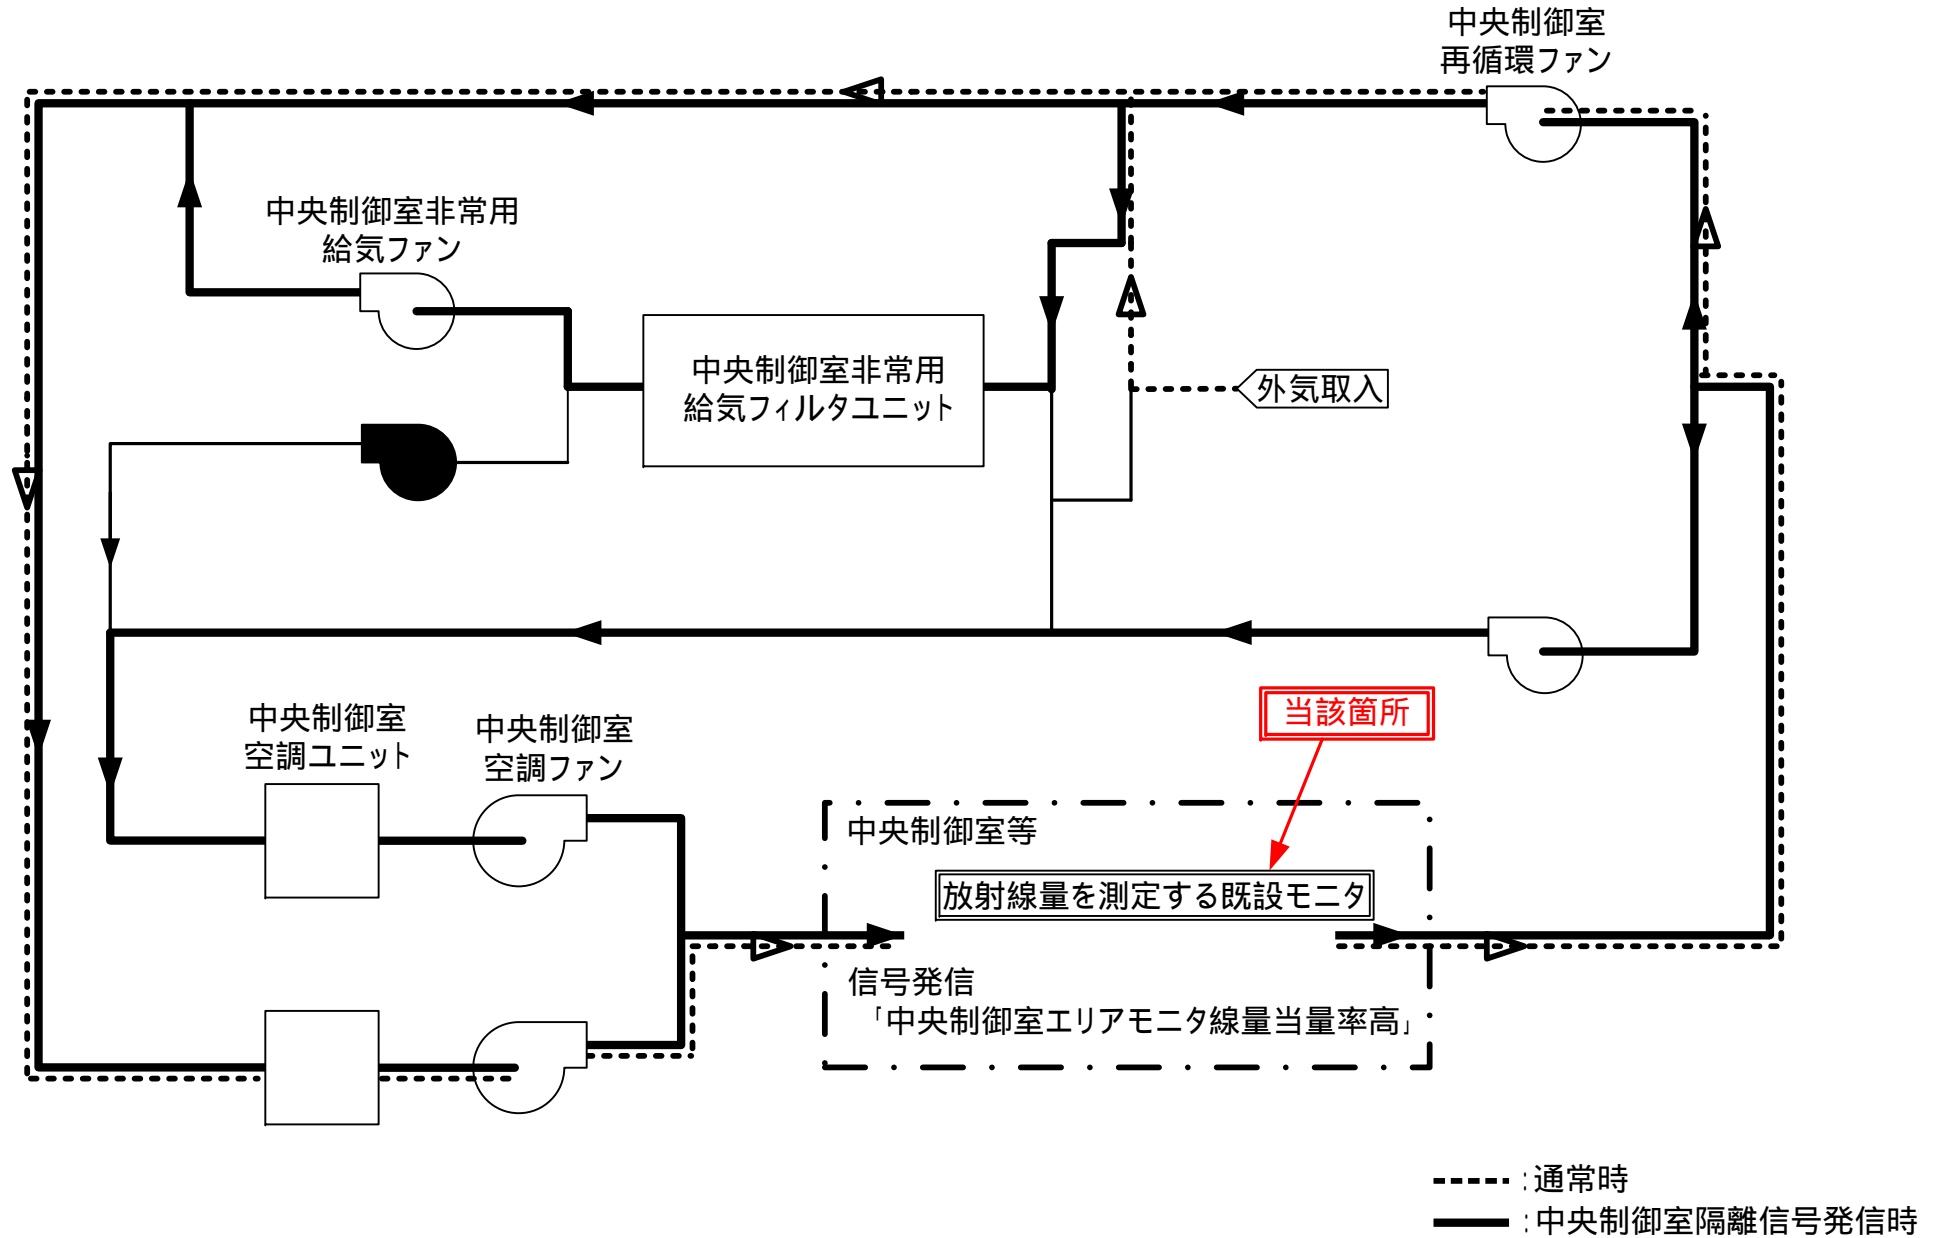 中央制御室
再循環ファン
中央制御室非常用
給気ファン
中央制御室非常用
給気フィルタユニット
外気取入
当該箇所
中央制御室
空調ユニット
中央制御室
空調ファン
中央制御室等
放射線量を測定する既設モニタ
信号発信
「中央制御室エリアモニタ線量当量率高」
:通常時
:中央制御室隔離信号発信時